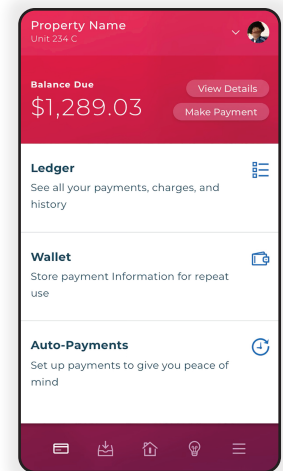 Property Name
Unit 234 C
Balance Due
$1,289.03
View Details
Make Payment
Ledger
See all your payments, charges, and
history
Wallet
Store payment Information for repeat
use
Auto-Payments
Set up payments to give you peace of
mind